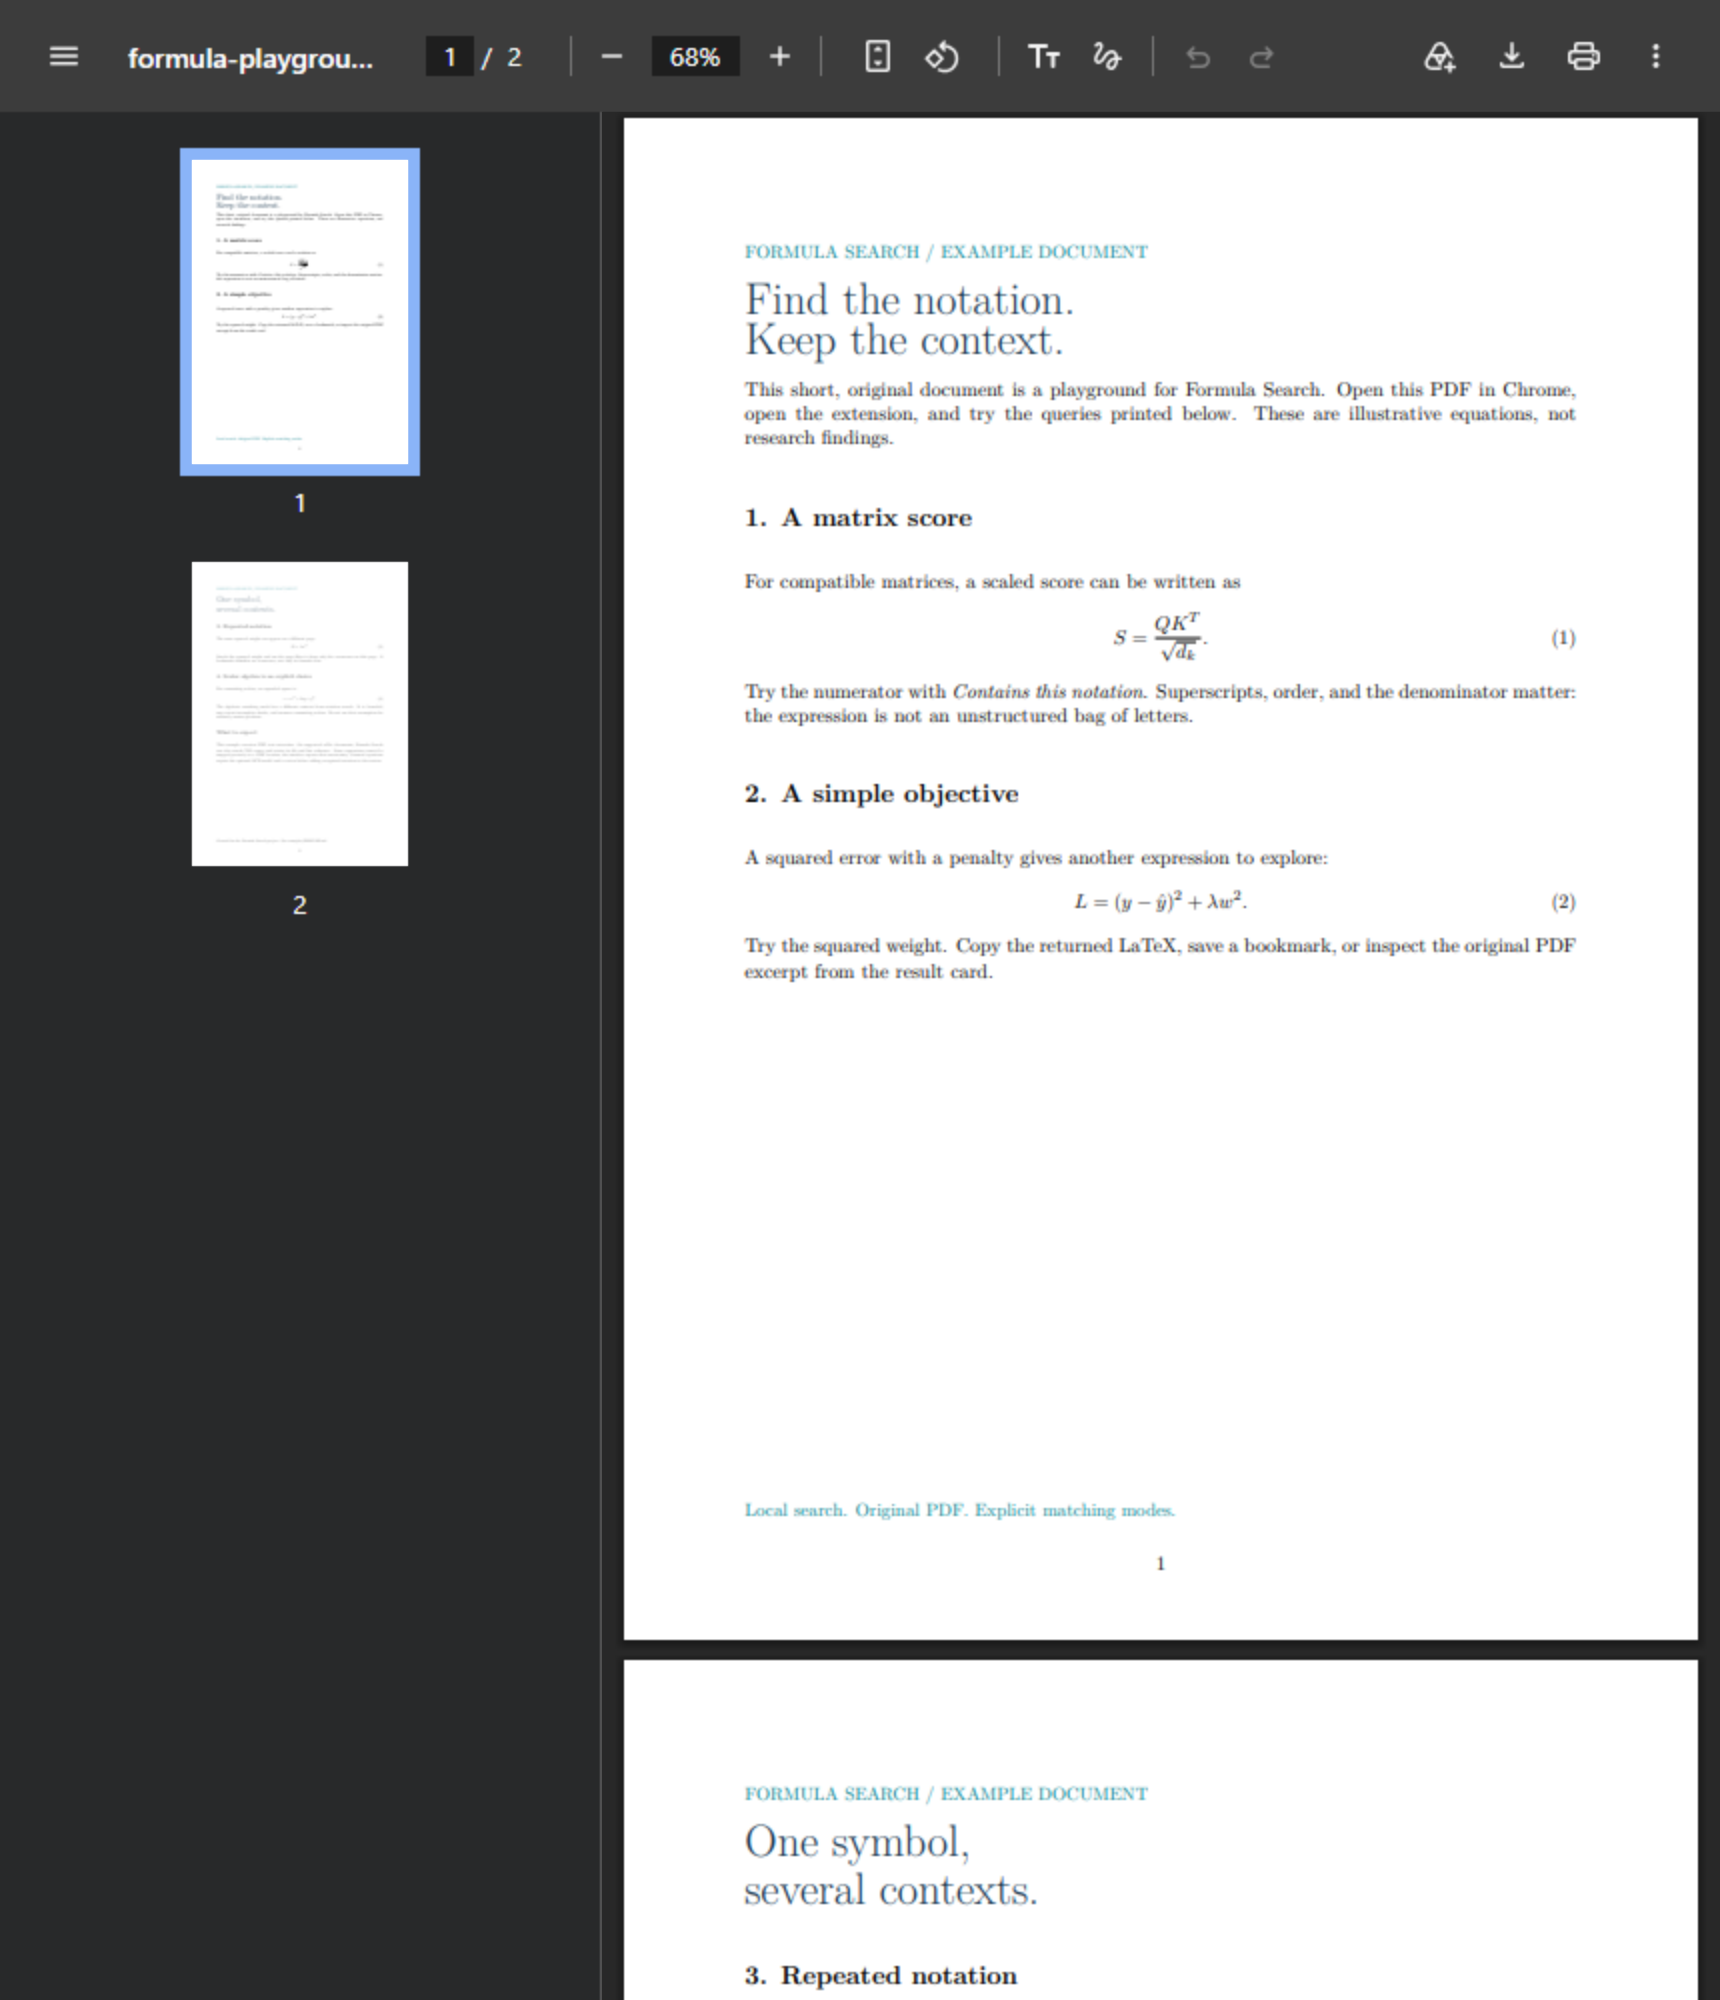 formula-playgrou...
1 / 2
68%
1
2
FORMULA SEARCH / EXAMPLE DOCUMENT
Find the notation.
Keep the context.
This short, original document is a playground for Formula Search. Open this PDF in Chrome,
open the extension, and try the queries printed below. These are illustrative equations, not
research findings.
1. A matrix score
For compatible matrices, a scaled score can be written as
S = QK^T / √d_k. (1)
Try the numerator with Contains this notation. Superscripts, order, and the denominator matter:
the expression is not an unstructured bag of letters.
2. A simple objective
A squared error with a penalty gives another expression to explore:
L = (y − ŷ)² + λw². (2)
Try the squared weight. Copy the returned LaTeX, save a bookmark, or inspect the original PDF
excerpt from the result card.
Local search. Original PDF. Explicit matching modes.
1
FORMULA SEARCH / EXAMPLE DOCUMENT
One symbol,
several contexts.
3. Repeated notation